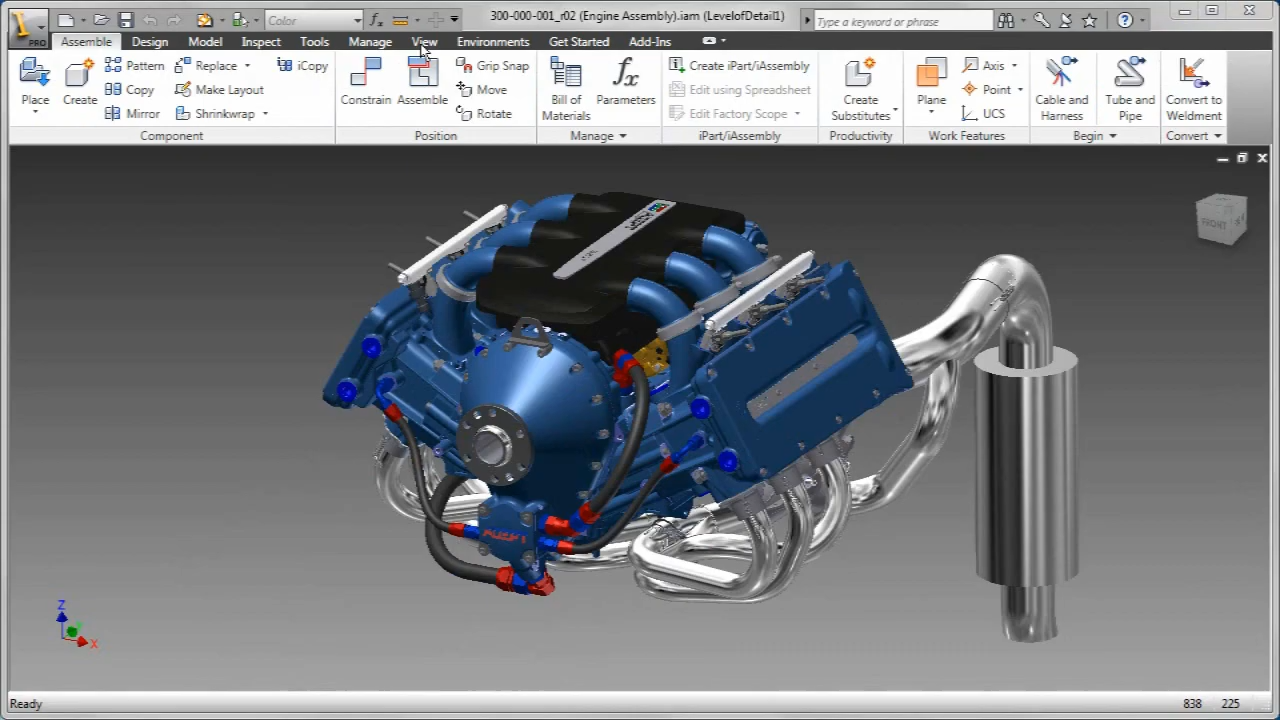 PRO
Color
300-000-001_r02 (Engine Assembly).iam (LevelofDetail1)
Type a keyword or phrase
Assemble Design Model Inspect Tools Manage View Environments Get Started Add-Ins
Place
Create
Pattern
Copy
Mirror
Replace
Make Layout
Shrinkwrap
iCopy
Component
Constrain
Assemble
Grip Snap
Move
Rotate
Position
Bill of
Materials
Parameters
Manage
Create iPart/iAssembly
Edit using Spreadsheet
Edit Factory Scope
iPart/iAssembly
Create
Substitutes
Productivity
Plane
Axis
Point
UCS
Work Features
Cable and
Harness
Tube and
Pipe
Begin
Convert to
Weldment
Convert
FRONT
Z
X
Ready
838 225